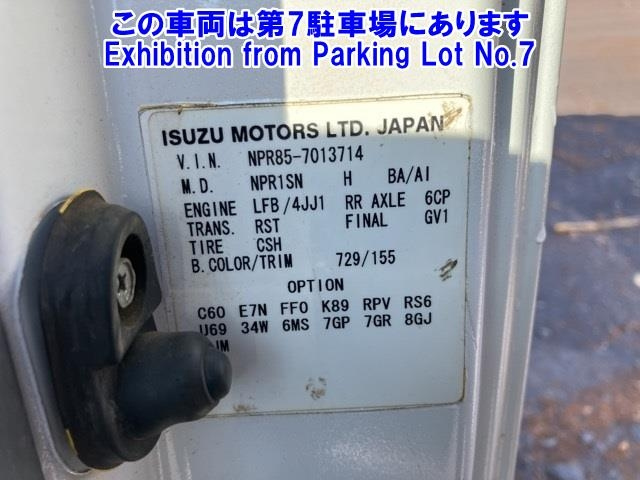 この車両は第7駐車場にあります
Exhibition from Parking Lot No.7
ISUZU MOTORS LTD. JAPAN
V.I.N. NPR85-7013714
M.D. NPR1SN H BA/AI
ENGINE LFB/4JJ1 RR AXLE 6CP
TRANS. RST FINAL GV1
TIRE CSH
B.COLOR/TRIM 729/155
OPTION
C60 E7N FF0 K89 RPV RS6
U69 34W 6MS 7GP 7GR 8GJ